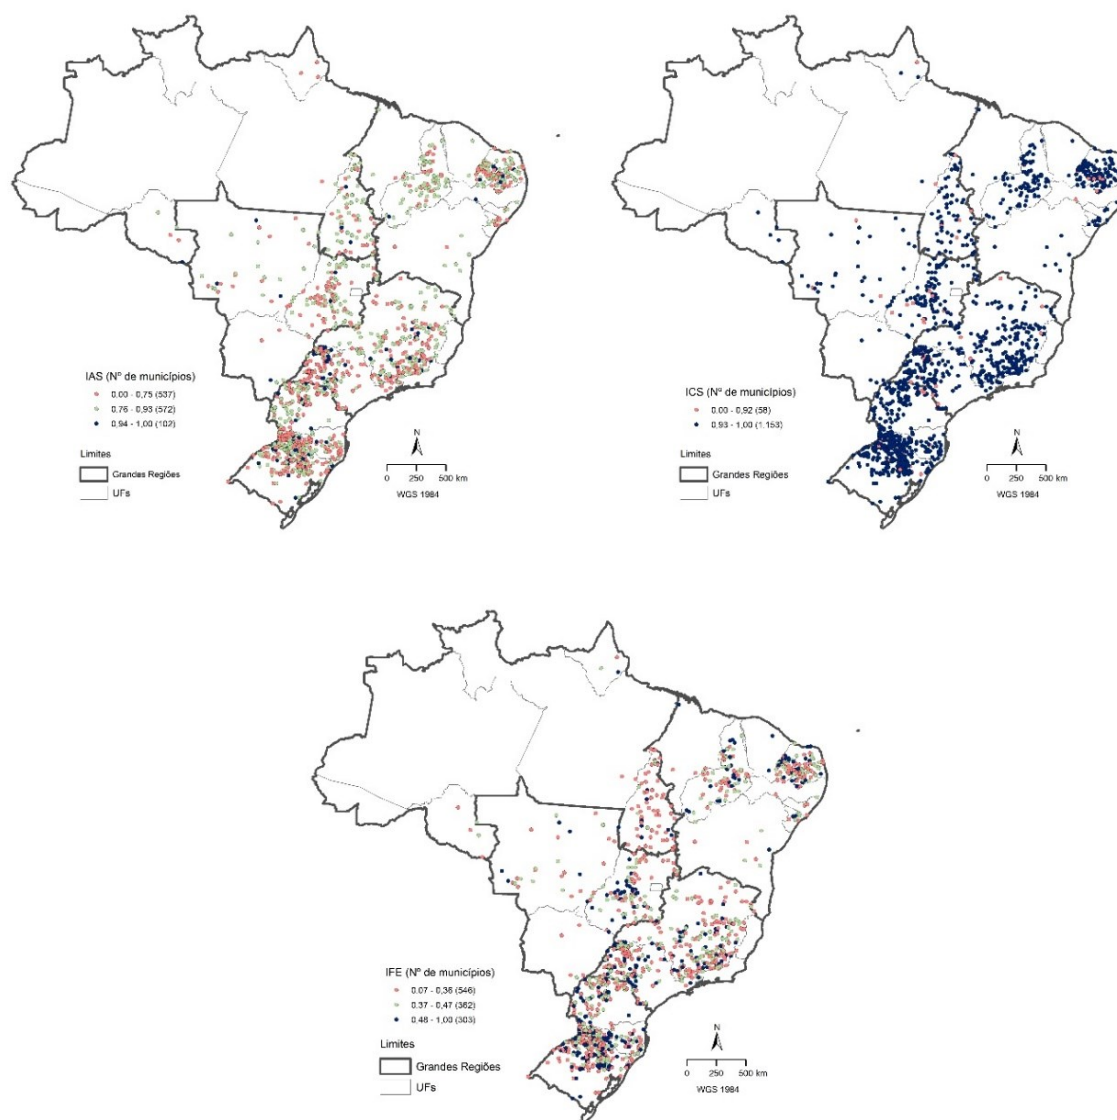 IAS (Nº de municípios)
0,00 - 0,75 (537)
0,76 - 0,93 (572)
0,94 - 1,00 (102)
Limites
Grandes Regiões
UFs
N
0 250 500 km
WGS 1984
ICS (Nº de municípios)
0,00 - 0,92 (58)
0,93 - 1,00 (1.153)
Limites
Grandes Regiões
UFs
N
0 250 500 km
WGS 1984
IFE (Nº de municípios)
0,07 - 0,36 (546)
0,37 - 0,47 (362)
0,48 - 1,00 (303)
Limites
Grandes Regiões
UFs
N
0 250 500 km
WGS 1984